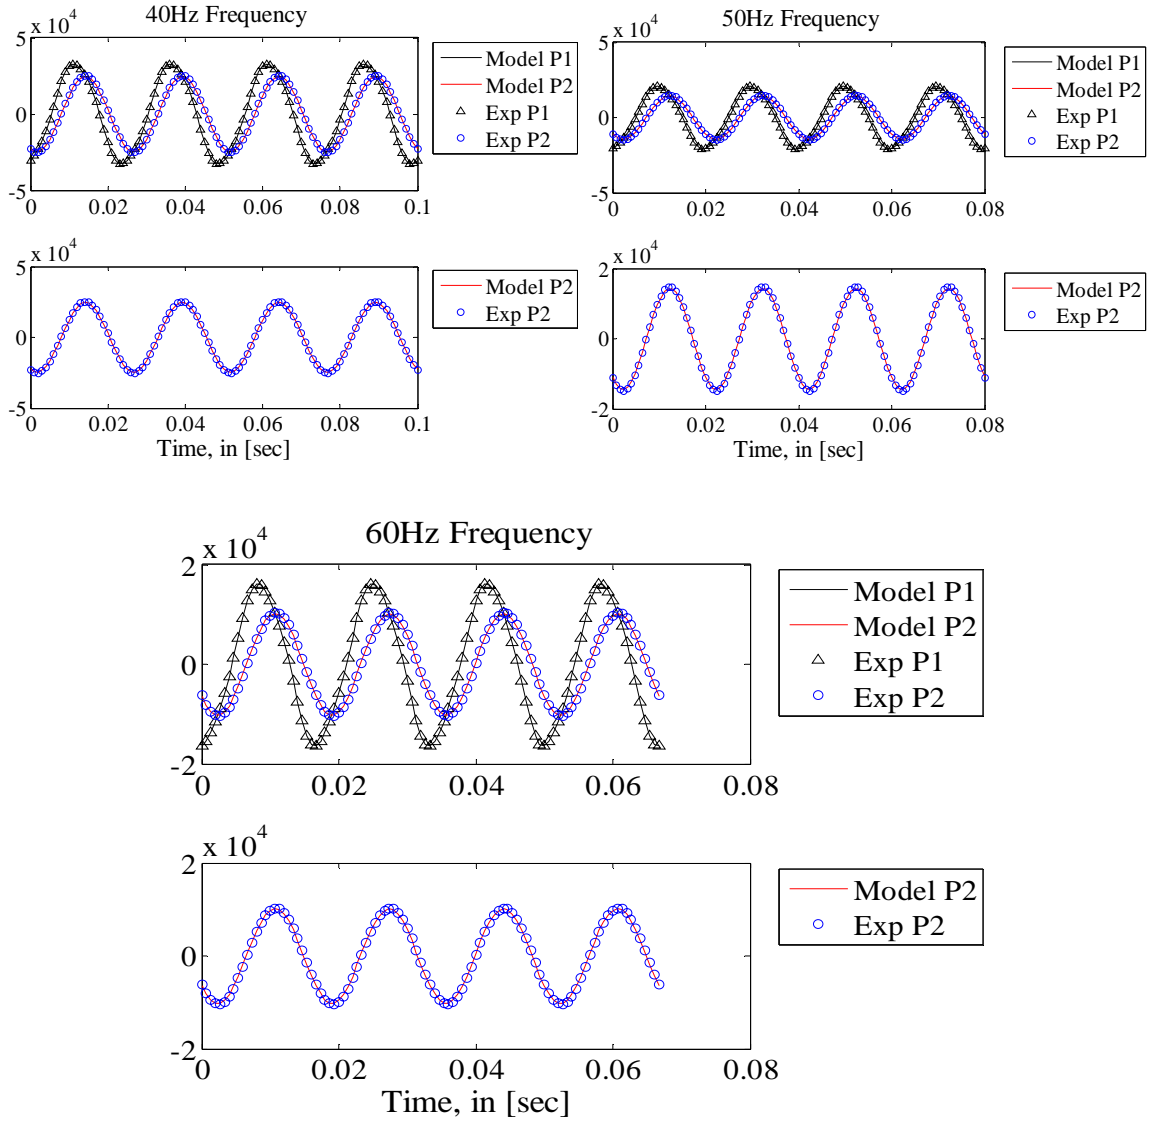 40Hz Frequency
x 10^4
5
0
-5
0 0.02 0.04 0.06 0.08 0.1
Model P1
Model P2
Exp P1
Exp P2
x 10^4
5
0
-5
0 0.02 0.04 0.06 0.08 0.1
Time, in [sec]
Model P2
Exp P2
50Hz Frequency
x 10^4
5
0
-5
0 0.02 0.04 0.06 0.08
Model P1
Model P2
Exp P1
Exp P2
x 10^4
2
0
-2
0 0.02 0.04 0.06 0.08
Time, in [sec]
Model P2
Exp P2
60Hz Frequency
x 10^4
2
0
-2
0 0.02 0.04 0.06 0.08
Model P1
Model P2
Exp P1
Exp P2
x 10^4
2
0
-2
0 0.02 0.04 0.06 0.08
Time, in [sec]
Model P2
Exp P2